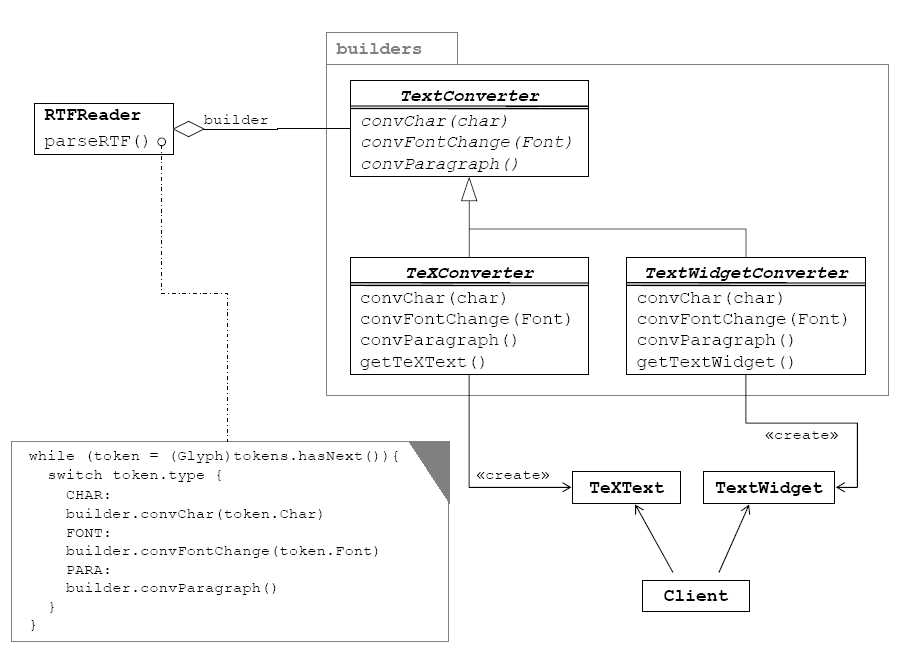 builders
RTFReader
parseRTF()
builder
TextConverter
convChar(char)
convFontChange(Font)
convParagraph()
TeXConverter
convChar(char)
convFontChange(Font)
convParagraph()
getTeXText()
TextWidgetConverter
convChar(char)
convFontChange(Font)
convParagraph()
getTextWidget()
while (token = (Glyph)tokens.hasNext()){
switch token.type {
CHAR:
builder.convChar(token.Char)
FONT:
builder.convFontChange(token.Font)
PARA:
builder.convParagraph()
}
}
«create»
«create»
TeXText
TextWidget
Client